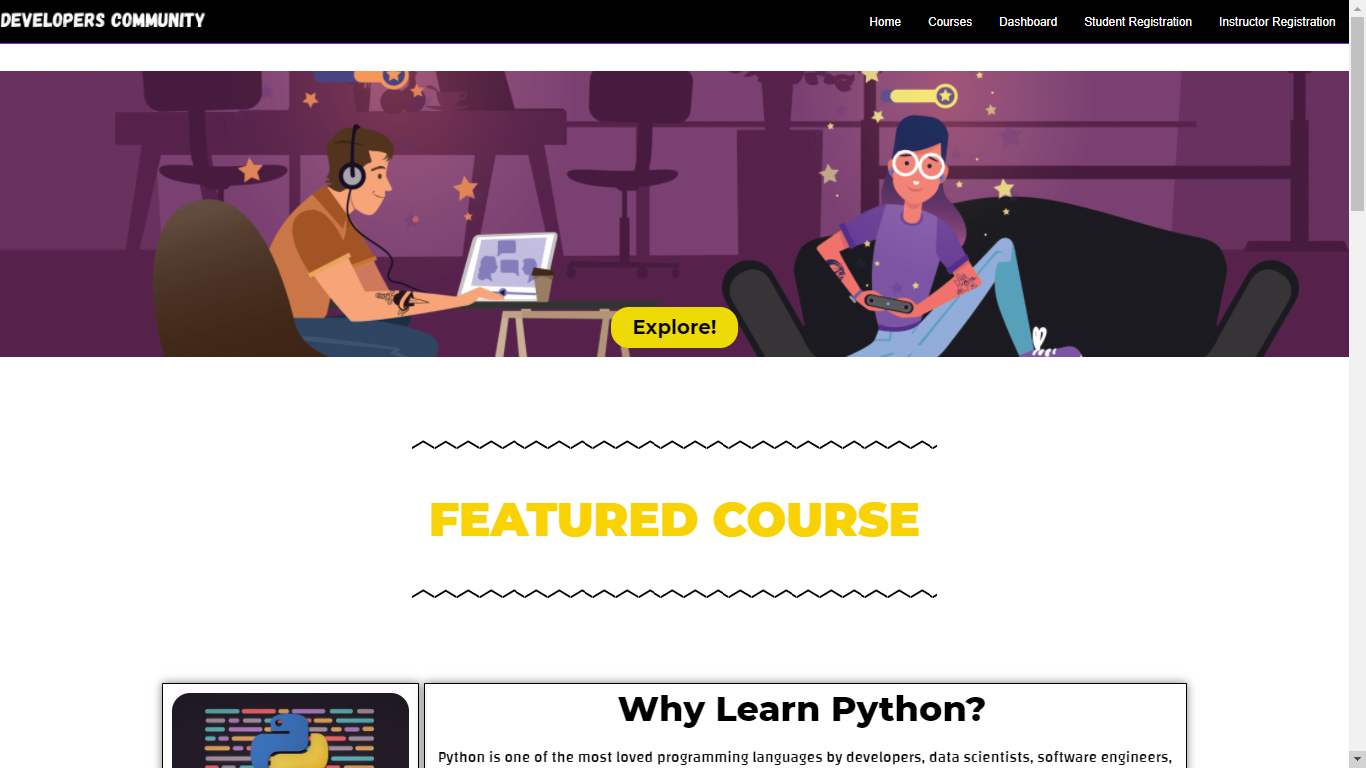 DEVELOPERS COMMUNITY
Home Courses Dashboard Student Registration Instructor Registration
Explore!
FEATURED COURSE
Why Learn Python?
Python is one of the most loved programming languages by developers, data scientists, software engineers,